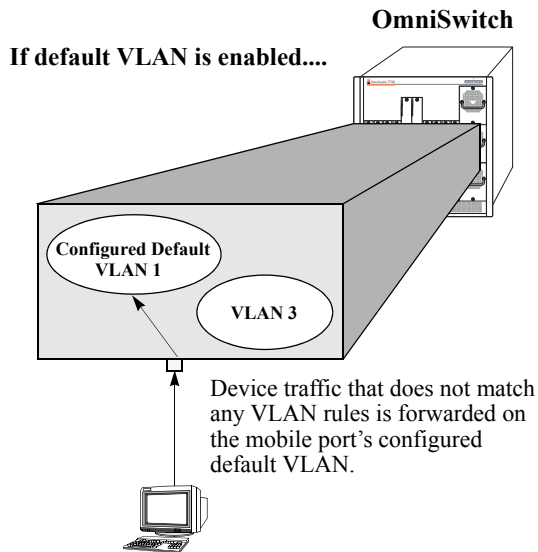 OmniSwitch
If default VLAN is enabled....
Configured Default
VLAN 1
VLAN 3
Device traffic that does not match
any VLAN rules is forwarded on
the mobile port’s configured
default VLAN.